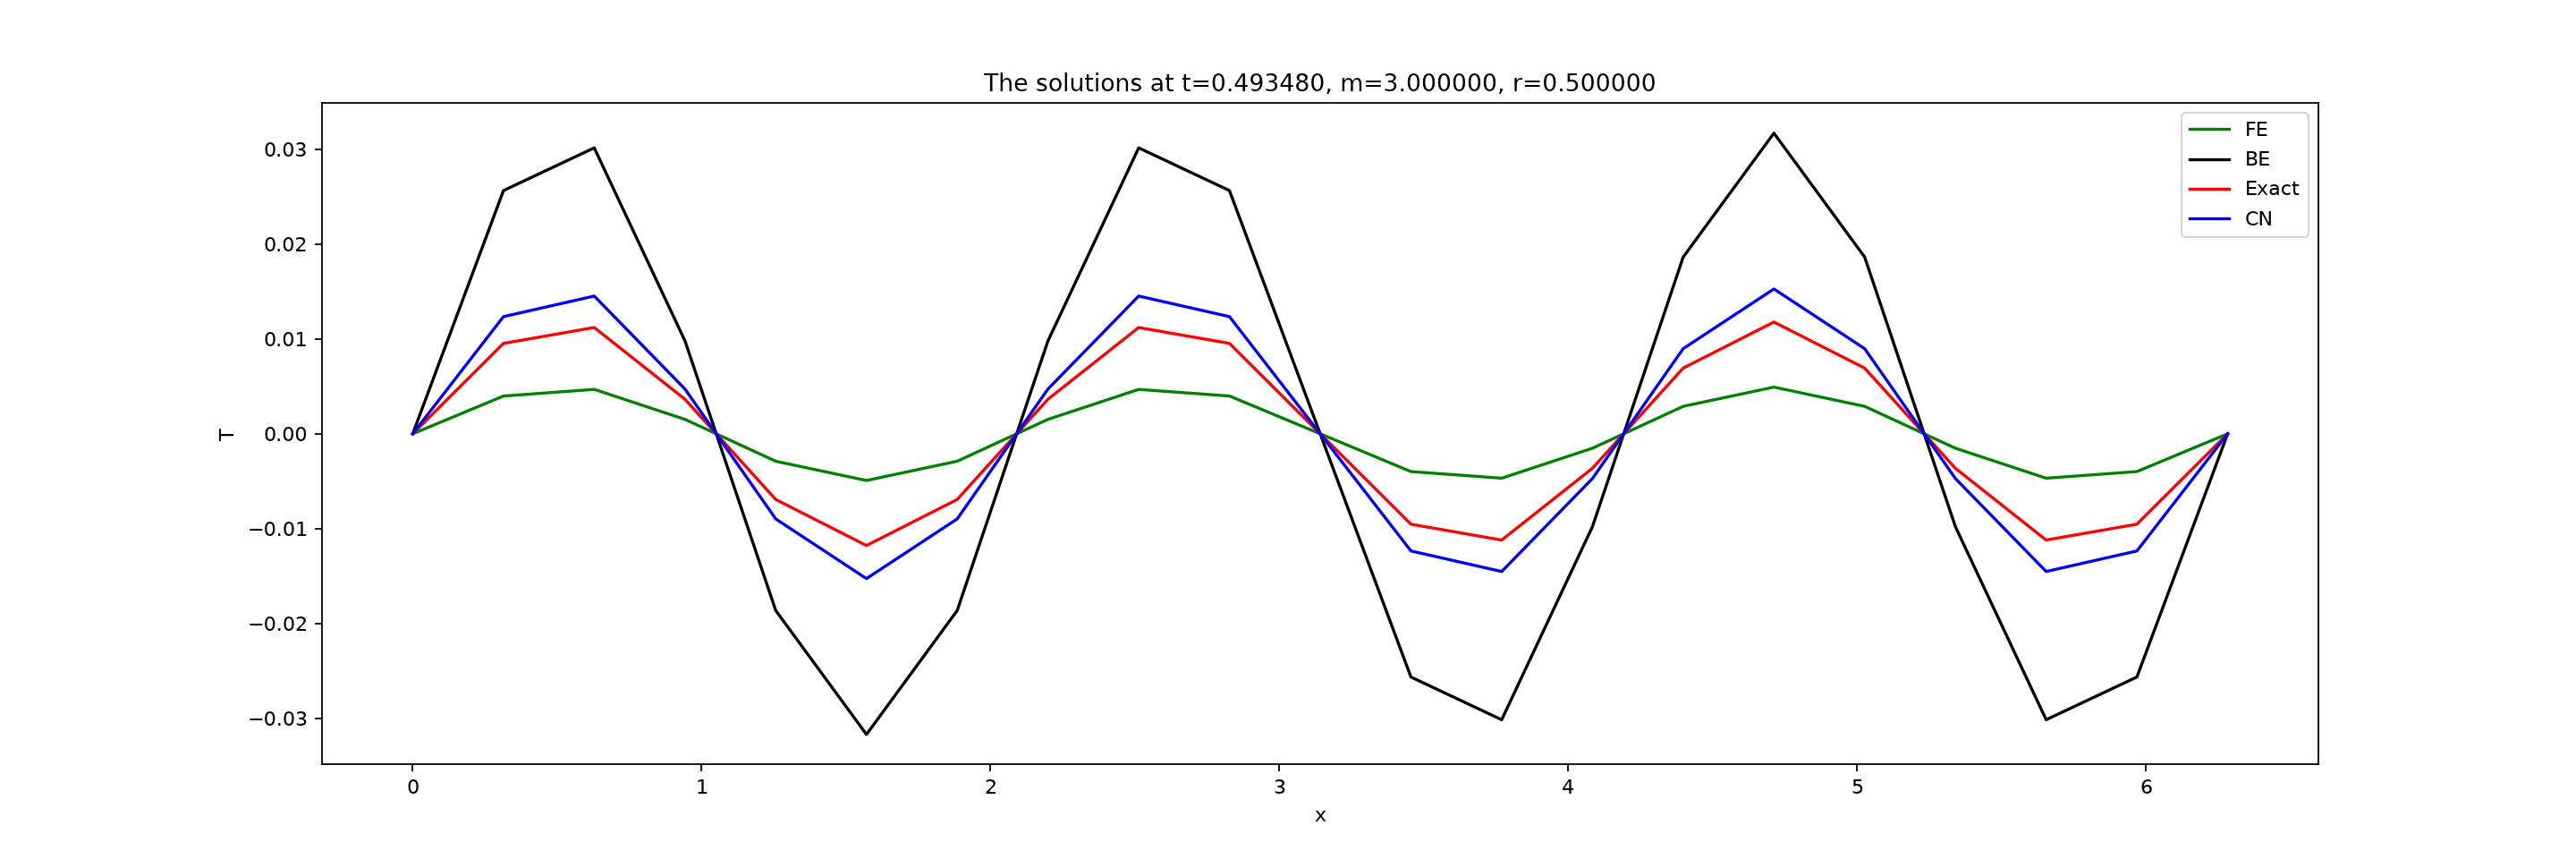 The solutions at t=0.493480, m=3.000000, r=0.500000
FE
BE
Exact
CN
0.03
0.02
0.01
0.00
−0.01
−0.02
−0.03
T
0 1 2 3 4 5 6
x